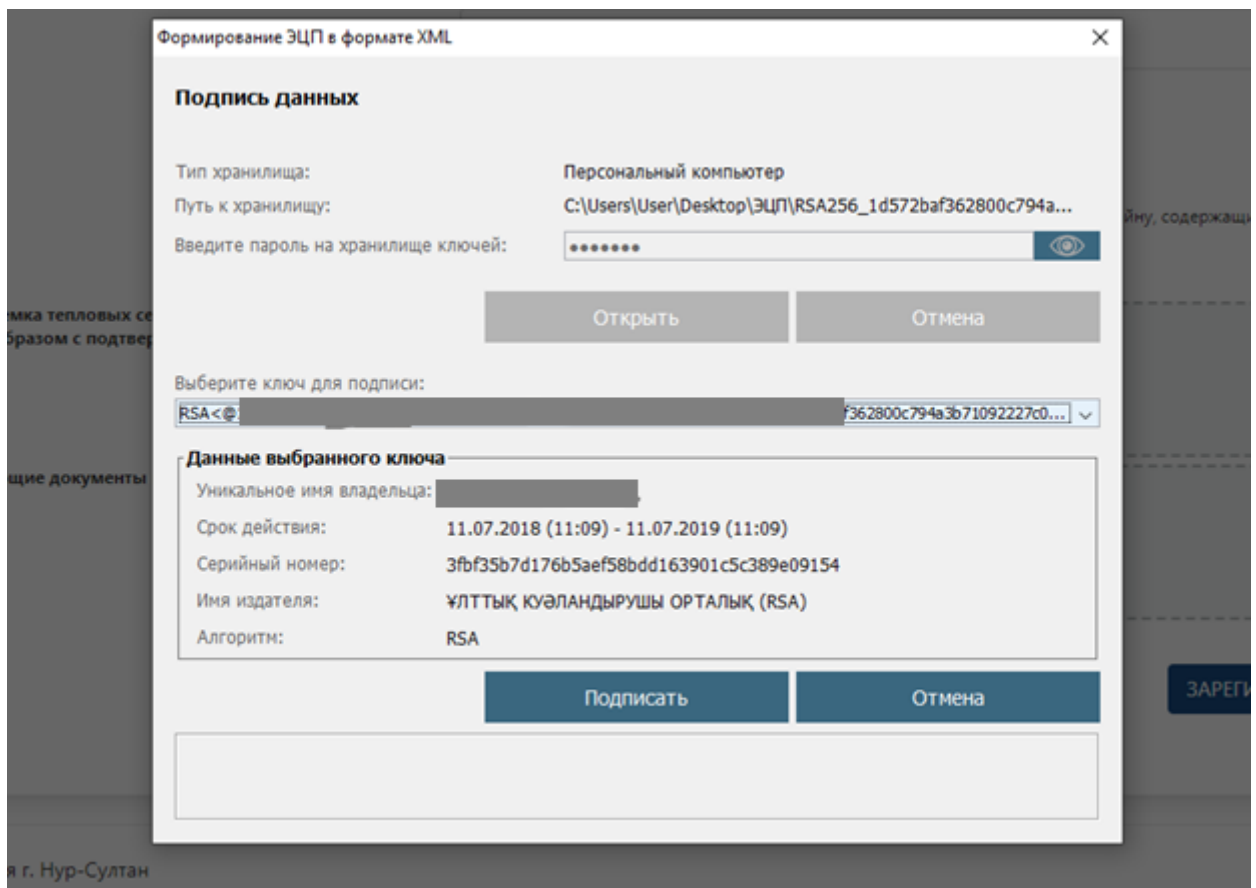 Формирование ЭЦП в формате XML
Подпись данных
Тип хранилища: Персональный компьютер
Путь к хранилищу: C:\Users\User\Desktop\ЭЦП\RSA256_1d572baf362800c794a...
йну, содержащи
Введите пароль на хранилище ключей: •••••••
Открыть Отмена
емка тепловых се
бразом с подтвер
Выберите ключ для подписи:
RSA<@ f362800c794a3b71092227c0...
Данные выбранного ключа
щие документы
Уникальное имя владельца:
Срок действия: 11.07.2018 (11:09) - 11.07.2019 (11:09)
Серийный номер: 3fbf35b7d176b5aef58bdd163901c5c389e09154
Имя издателя: ҰЛТТЫҚ КУӘЛАНДЫРУШЫ ОРТАЛЫҚ (RSA)
Алгоритм: RSA
Подписать Отмена
ЗАРЕГИ
я г. Нур-Султан